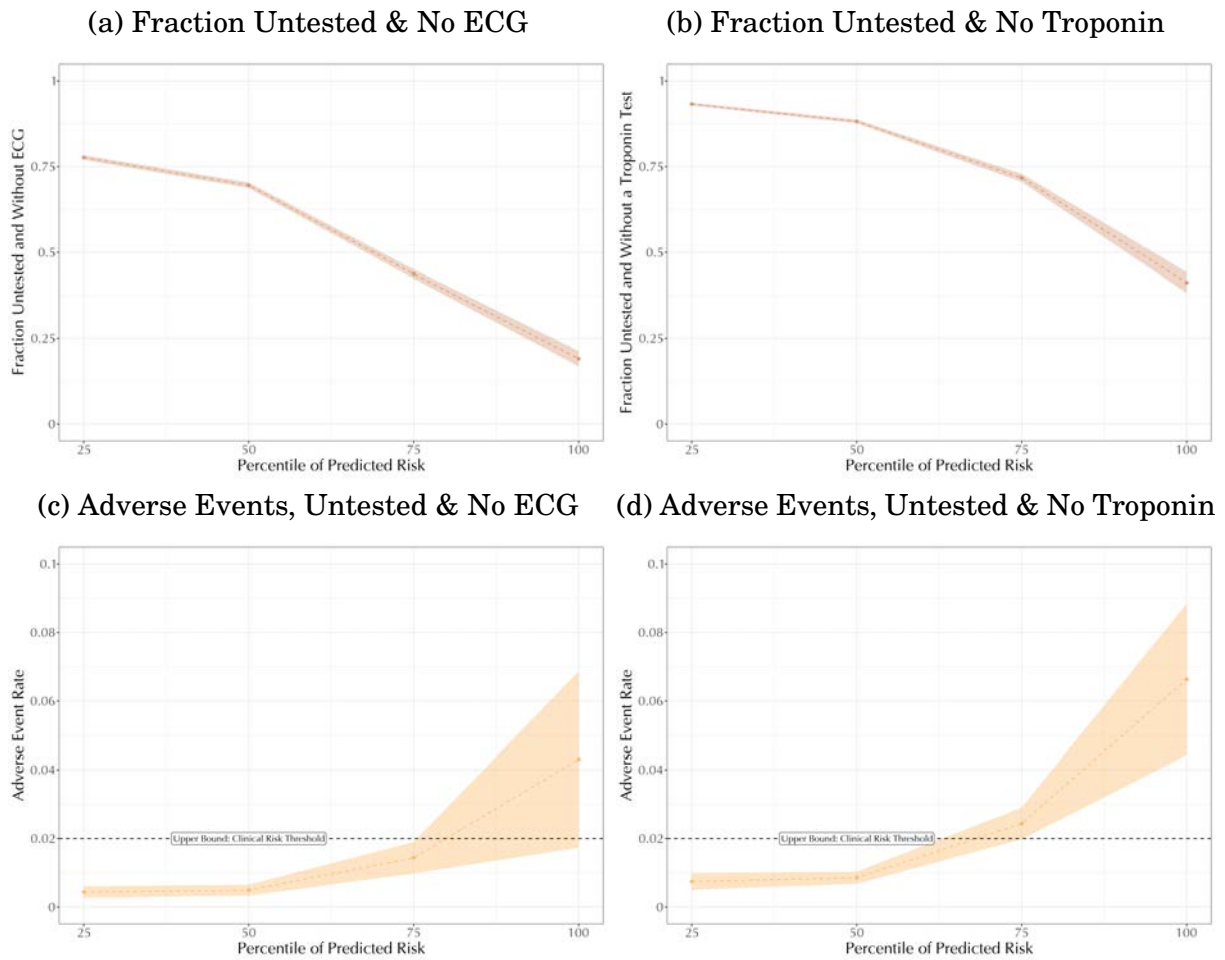 (a) Fraction Untested & No ECG
(b) Fraction Untested & No Troponin
Fraction Untested and Without ECG
1
0.75
0.5
0.25
0
25 50 75 100
Percentile of Predicted Risk
Fraction Untested and Without a Troponin Test
1
0.75
0.5
0.25
0
25 50 75 100
Percentile of Predicted Risk
(c) Adverse Events, Untested & No ECG
(d) Adverse Events, Untested & No Troponin
Adverse Event Rate
0.1
0.08
0.06
0.04
0.02
0
Upper Bound: Clinical Risk Threshold
25 50 75 100
Percentile of Predicted Risk
Adverse Event Rate
0.1
0.08
0.06
0.04
0.02
0
Upper Bound: Clinical Risk Threshold
25 50 75 100
Percentile of Predicted Risk